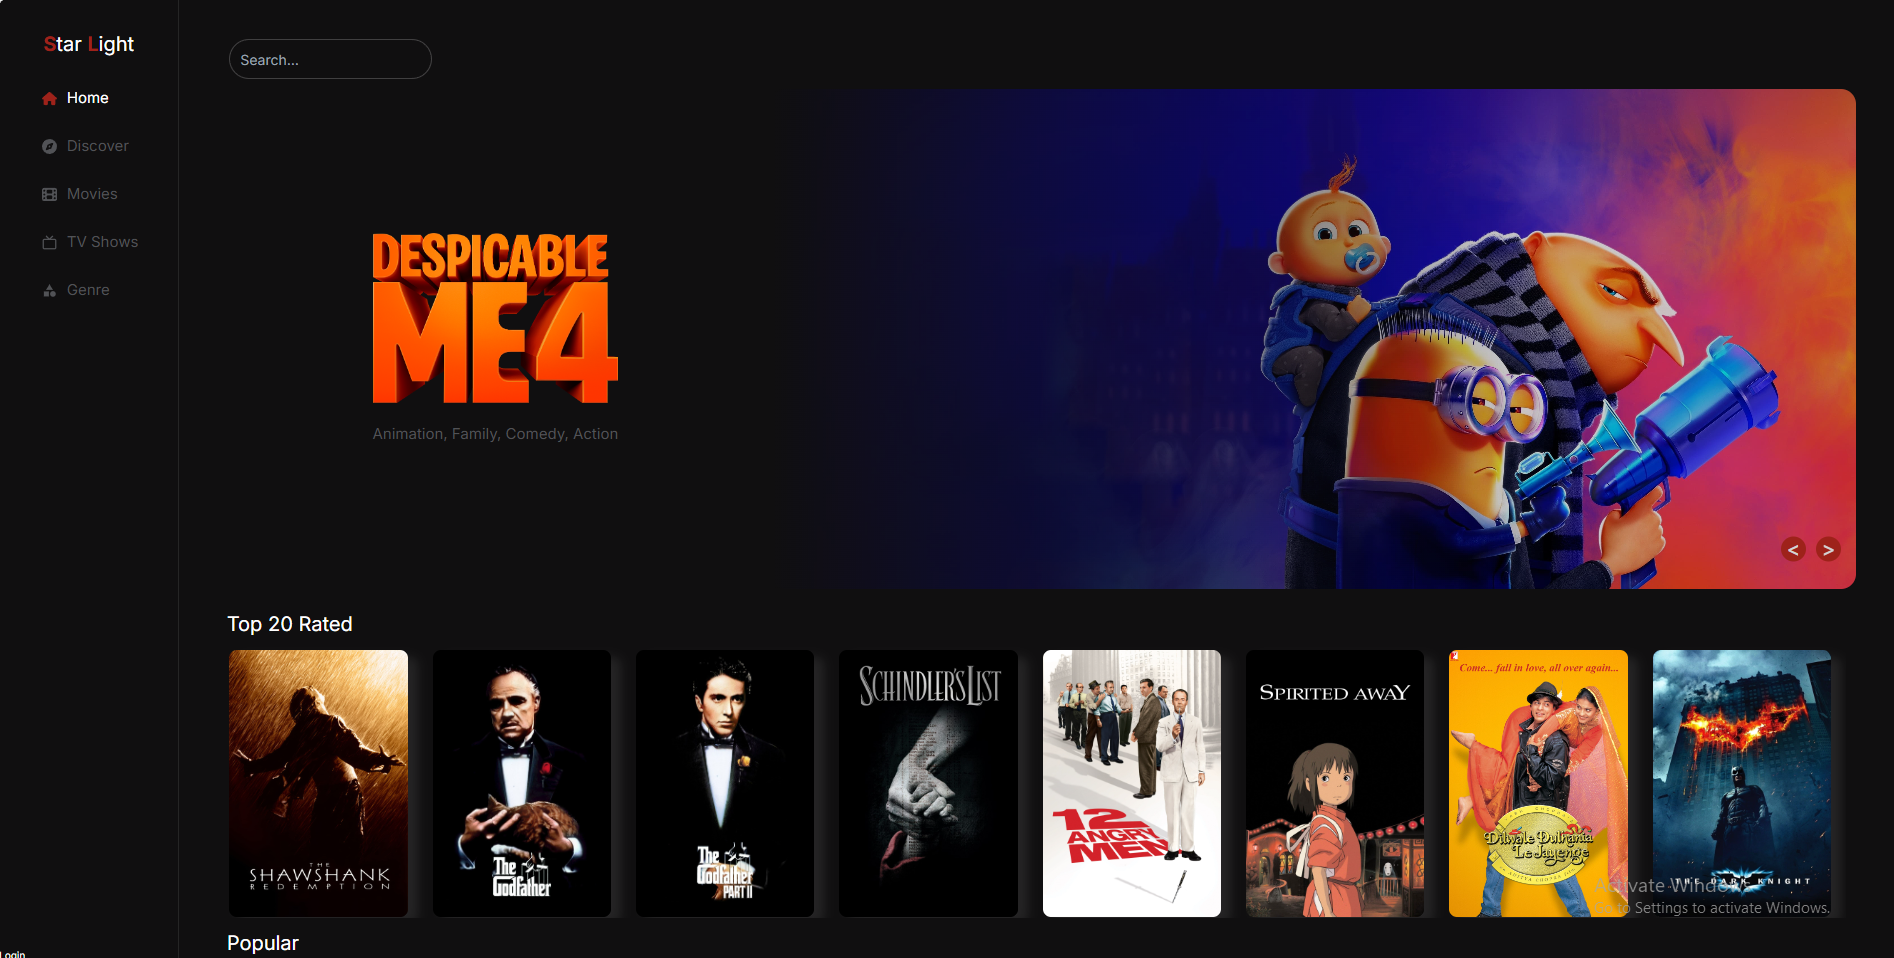 Star Light
Home
Discover
Movies
TV Shows
Genre
Login
Search...
DESPICABLE
ME4
Animation, Family, Comedy, Action
<
>
Top 20 Rated
THE
SHAWSHANK
REDEMPTION
The
Godfather
The
Godfather
PART II
SCHINDLER'S LIST
12
ANGRY
MEN
SPIRITED AWAY
Come... fall in love, all over again...
Dilwale Dulhania
Le Jayenge
THE DARK KNIGHT
Activate Windows
Go to Settings to activate Windows.
Popular